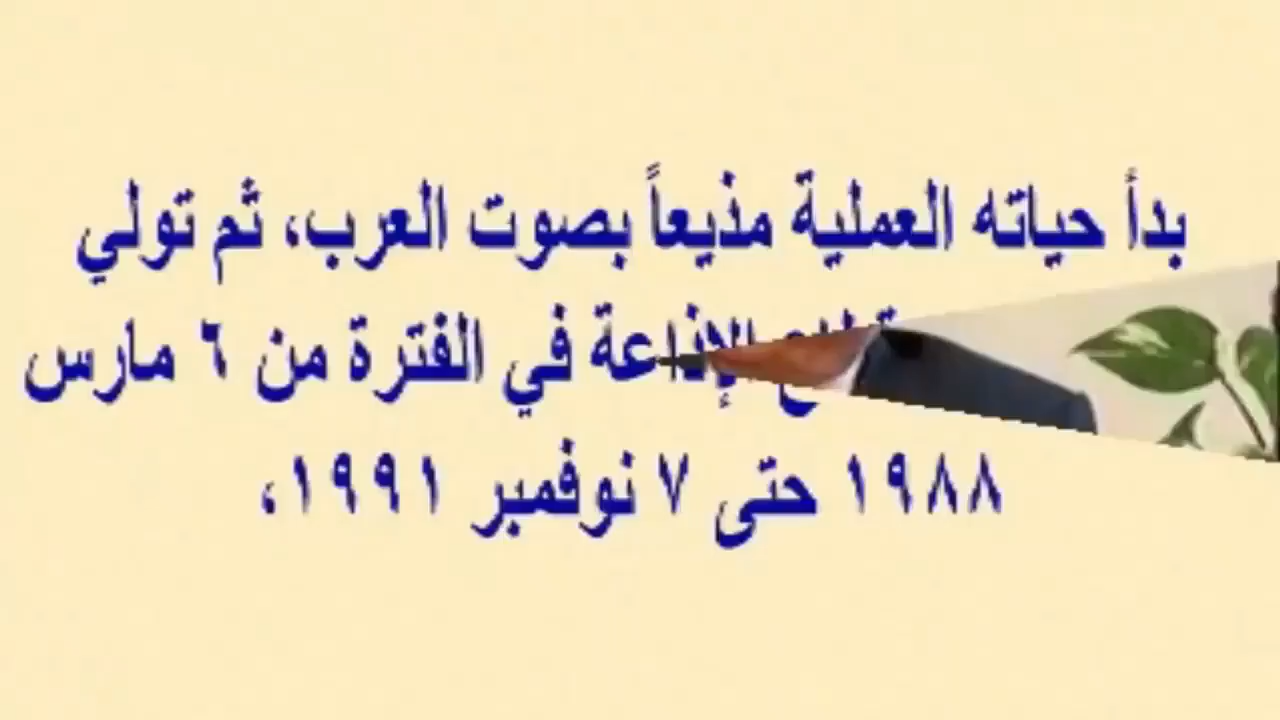 بدأ حياته العملية مذيعاً بصوت العرب، ثم تولي
الإذاعة في الفترة من ٦ مارس
١٩٨٨ حتى ٧ نوفمبر ١٩٩١،